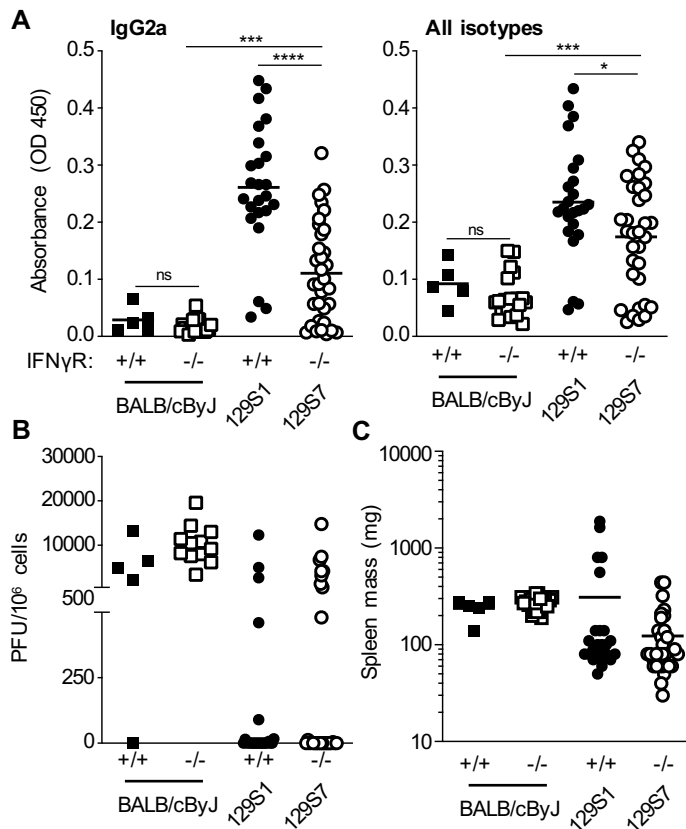 A
IgG2a
All isotypes
Absorbance (OD 450)
0.5
0.4
0.3
0.2
0.1
0.0
***
****
ns
0.5
0.4
0.3
0.2
0.1
0.0
***
*
ns
IFNγR: +/+ -/- +/+ -/-
BALB/cByJ 129S1 129S7
+/+ -/- +/+ -/-
BALB/cByJ 129S1 129S7
B
PFU/10⁶ cells
30000
20000
10000
500
250
0
+/+ -/- +/+ -/-
BALB/cByJ 129S1 129S7
C
Spleen mass (mg)
10000
1000
100
10
+/+ -/- +/+ -/-
BALB/cByJ 129S1 129S7